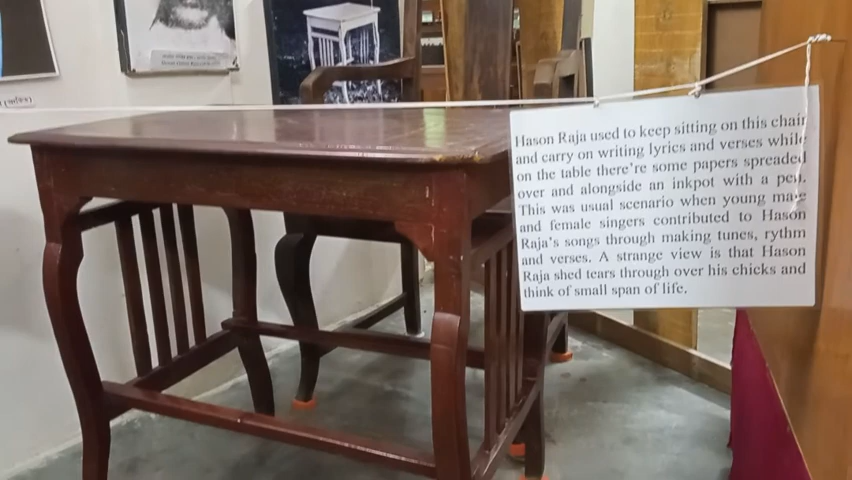 Hason Raja used to keep sitting on this chair
and carry on writing lyrics and verses while
on the table there're some papers spreaded
over and alongside an inkpot with a pen.
This was usual scenario when young male
and female singers contributed to Hason
Raja's songs through making tunes, rythm
and verses. A strange view is that Hason
Raja shed tears through over his chicks and
think of small span of life.